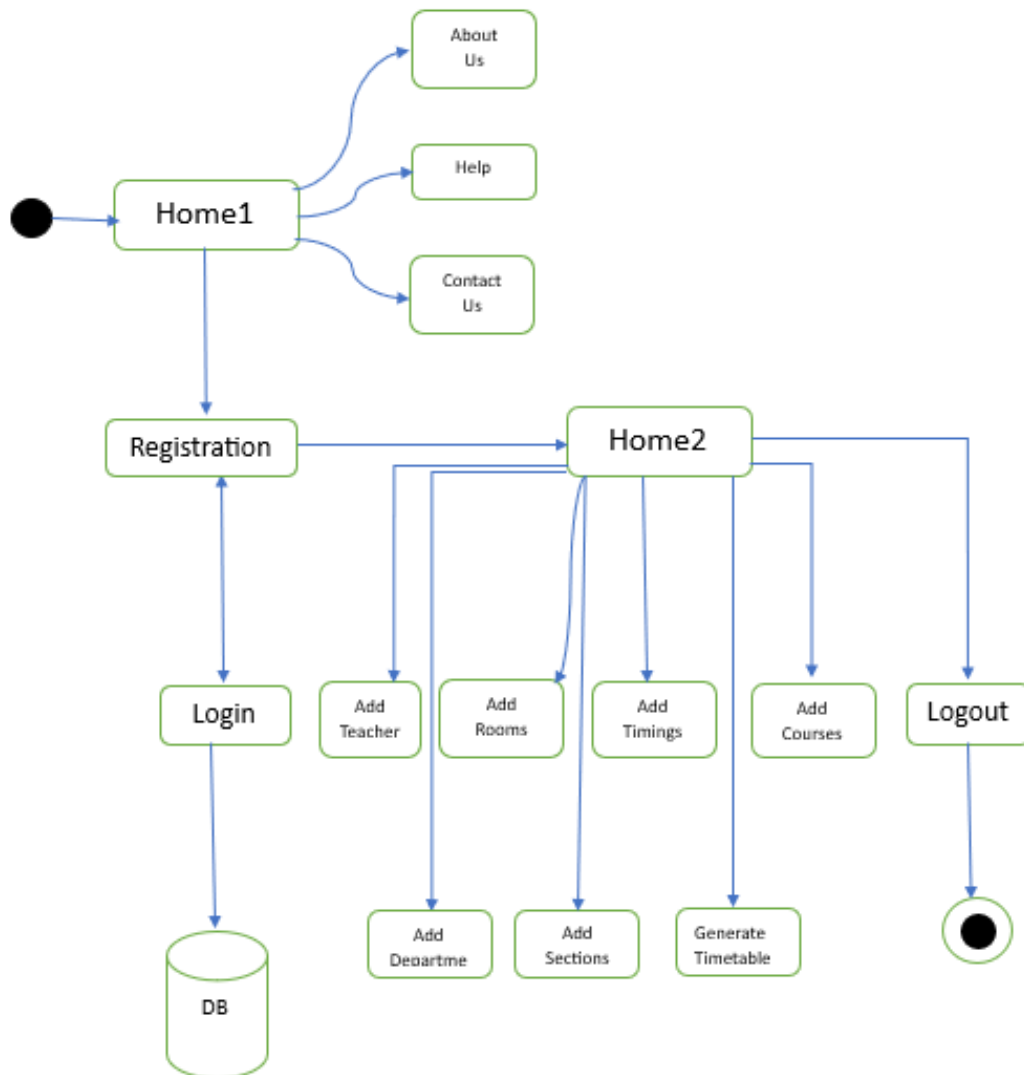 About
Us
Help
Home1
Contact
Us
Registration
Home2
Login
Add
Teacher
Add
Rooms
Add
Timings
Add
Courses
Logout
Add
Departme
Add
Sections
Generate
Timetable
DB